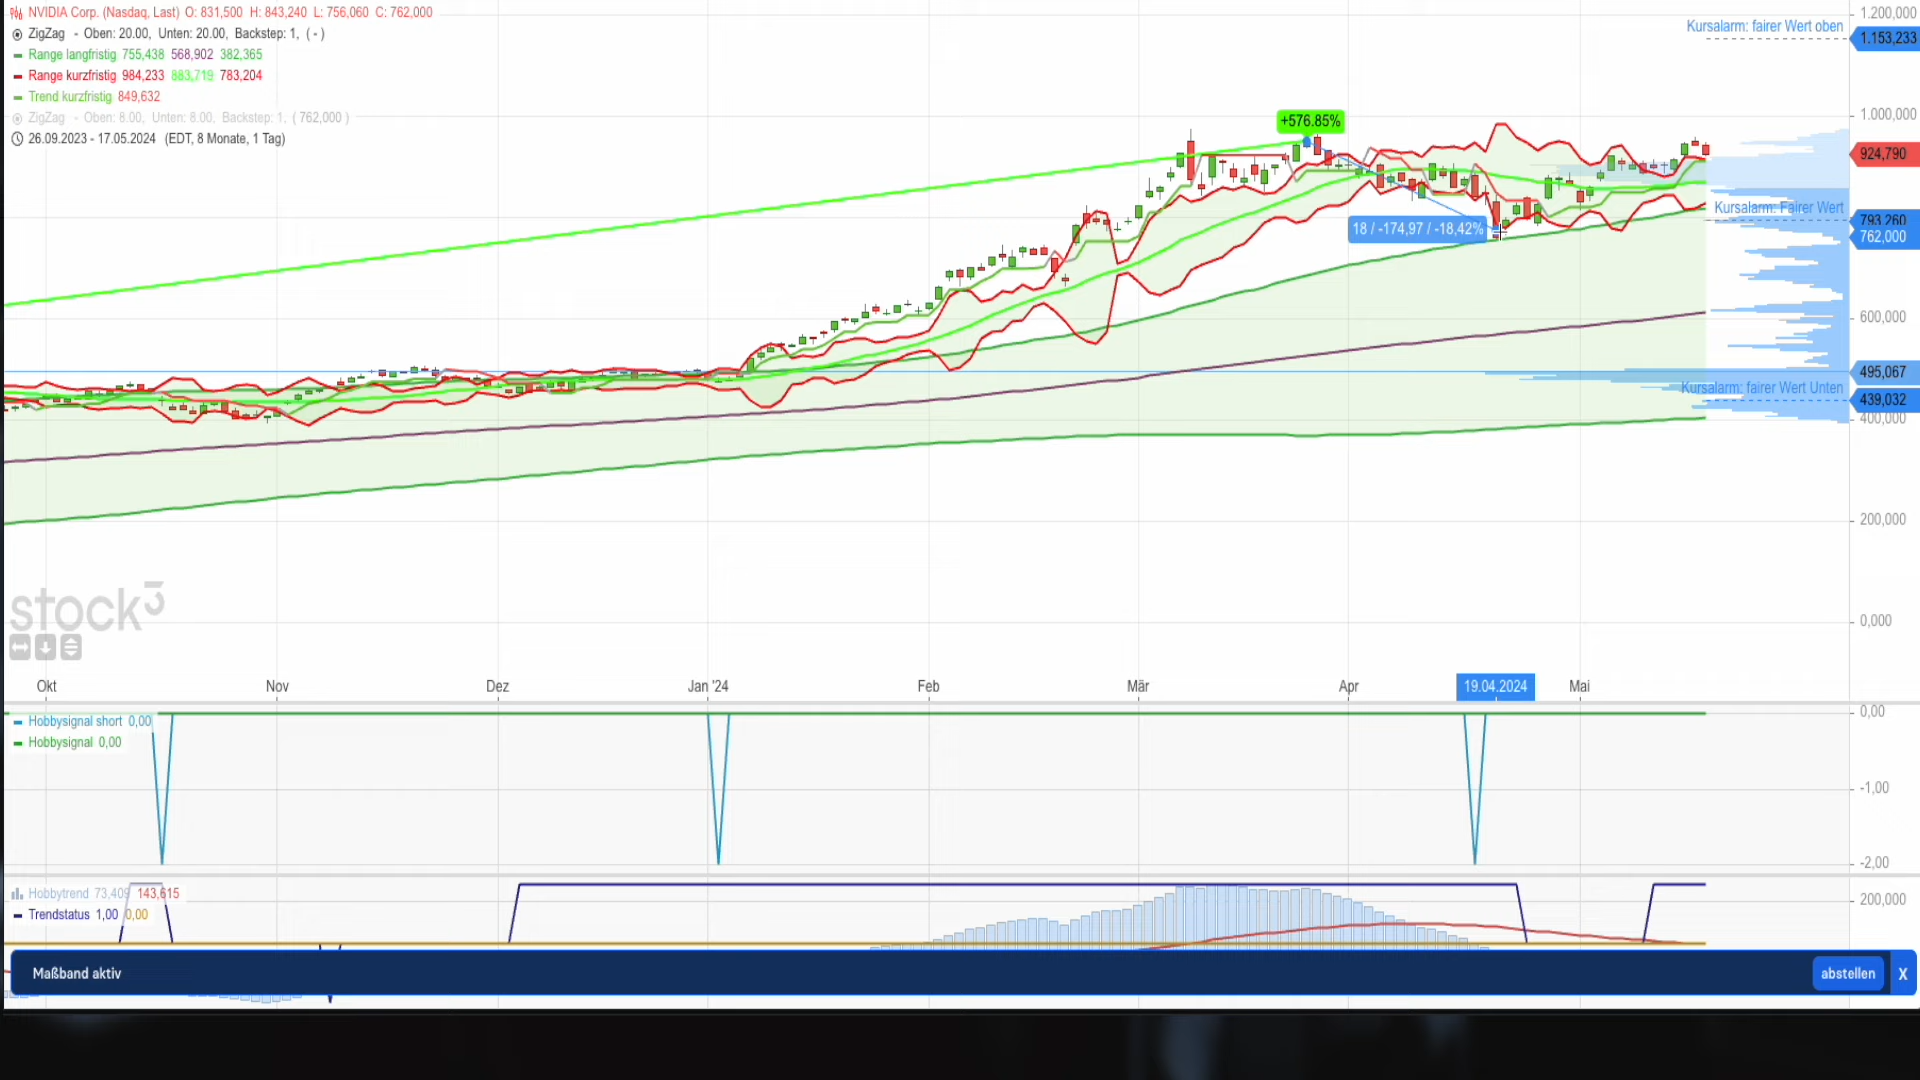 NVIDIA Corp. (Nasdaq, Last) O: 831,500 H: 843,240 L: 756,060 C: 762,000
ZigZag - Oben: 20.00, Unten: 20.00, Backstep: 1, ( - )
Range langfristig 755,438 568,902 382,365
Range kurzfristig 984,233 883,719 783,204
Trend kurzfristig 849,632
ZigZag - Oben: 8.00, Unten: 8.00, Backstep: 1, ( 762,000 )
26.09.2023 - 17.05.2024 (EDT, 8 Monate, 1 Tag)
1.200,000
Kursalarm: fairer Wert oben
1.153,233
1.000,000
+576.85%
924,790
Kursalarm: Fairer Wert
793,260
18 / -174,97 / -18,42%
762,000
600,000
495,067
Kursalarm: fairer Wert Unten
439,032
400,000
200,000
0,000
stock3
Okt Nov Dez Jan '24 Feb Mär Apr 19.04.2024 Mai
Hobbysignal short 0,00
0,00
Hobbysignal 0,00
-1,00
-2,00
Hobbytrend 73,409 143,615
200,000
Trendstatus 1,00 0,00
Maßband aktiv
abstellen
X